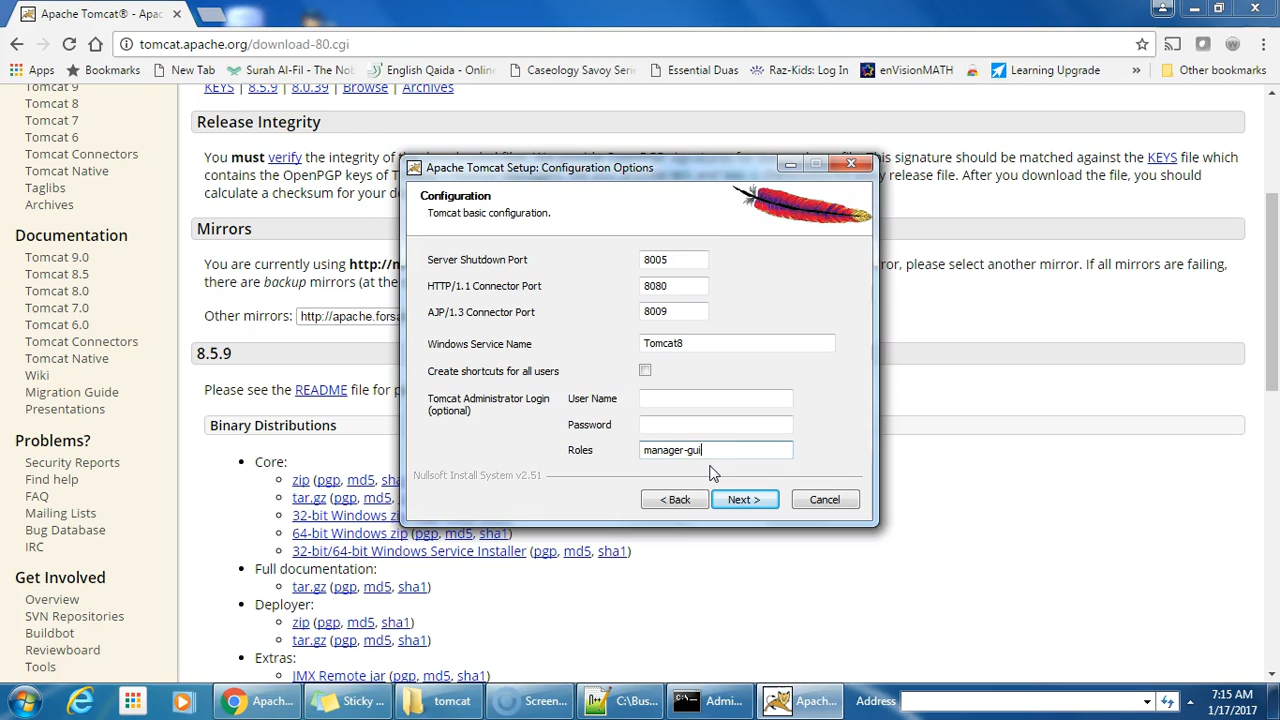 Apache Tomcat® - Apac
tomcat.apache.org/download-80.cgi
Apps Bookmarks New Tab Surah Al-Fil - The Nob English Qaida - Online Caseology Savoy Serie Essential Duas Raz-Kids: Log In enVisionMATH Learning Upgrade » Other bookmarks
Tomcat 9
Tomcat 8
Tomcat 7
Tomcat 6
Tomcat Connectors
Tomcat Native
Taglibs
Archives
Documentation
Tomcat 9.0
Tomcat 8.5
Tomcat 8.0
Tomcat 7.0
Tomcat 6.0
Tomcat Connectors
Tomcat Native
Wiki
Migration Guide
Presentations
Problems?
Security Reports
Find help
FAQ
Mailing Lists
Bug Database
IRC
Get Involved
Overview
SVN Repositories
Buildbot
Reviewboard
Tools
KEYS | 8.5.9 | 8.0.39 | Browse | Archives
Release Integrity
You must verify the integrity of the
file. This signature should be matched against the KEYS file which
contains the OpenPGP keys of T
ry release file. After you download the file, you should
calculate a checksum for your do
Mirrors
You are currently using http://m
ror, please select another mirror. If all mirrors are failing,
there are backup mirrors (at the
Other mirrors: http://apache.forsa
8.5.9
Please see the README file for p
Binary Distributions
Core:
zip (pgp, md5, sha
tar.gz (pgp, md5,
32-bit Windows zi
64-bit Windows zip (pgp, md5, sha1)
32-bit/64-bit Windows Service Installer (pgp, md5, sha1)
Full documentation:
tar.gz (pgp, md5, sha1)
Deployer:
zip (pgp, md5, sha1)
tar.gz (pgp, md5, sha1)
Extras:
JMX Remote jar (pgp, md5, sha1)
Apache Tomcat Setup: Configuration Options
Configuration
Tomcat basic configuration.
Server Shutdown Port 8005
HTTP/1.1 Connector Port 8080
AJP/1.3 Connector Port 8009
Windows Service Name Tomcat8
Create shortcuts for all users
Tomcat Administrator Login User Name
(optional)
Password
Roles manager-gui
Nullsoft Install System v2.51
< Back Next > Cancel
Apach... Sticky ... tomcat Screen... C:\Bus... Admi... Apach... Address
7:15 AM
1/17/2017